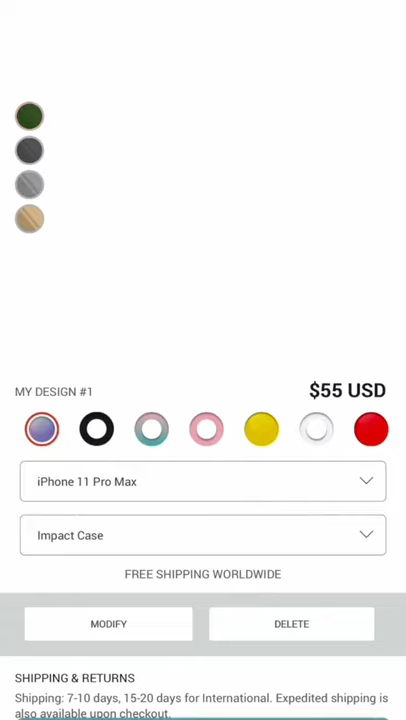 MY DESIGN #1
$55 USD
iPhone 11 Pro Max
Impact Case
FREE SHIPPING WORLDWIDE
MODIFY
DELETE
SHIPPING & RETURNS
Shipping: 7-10 days, 15-20 days for International. Expedited shipping is
also available upon checkout.